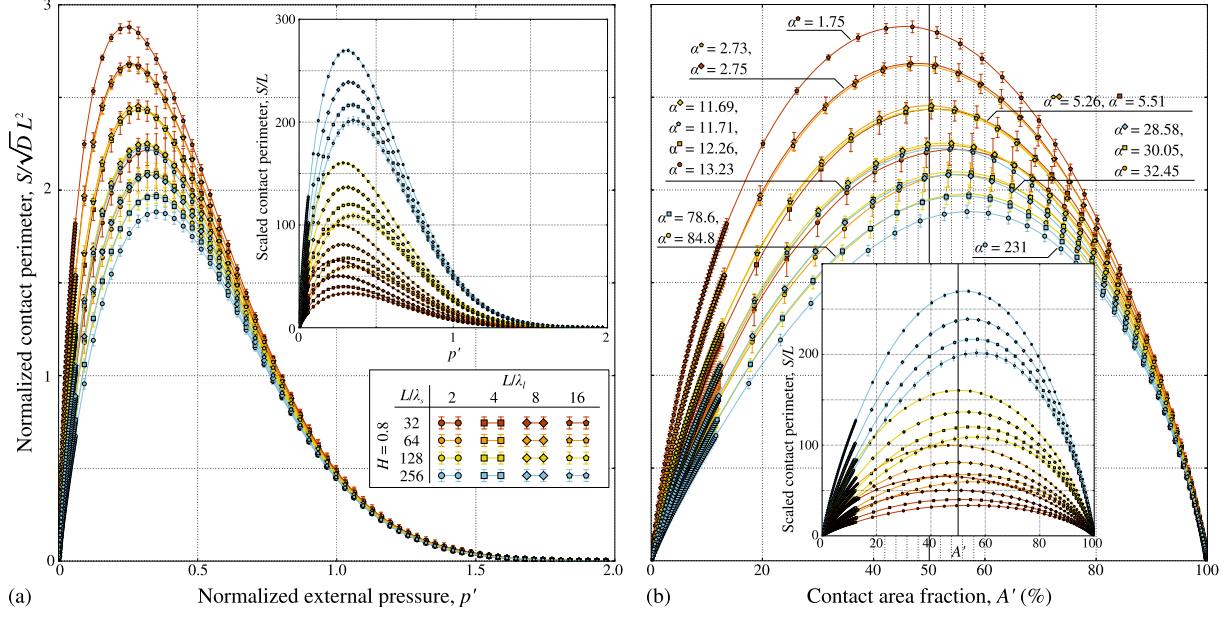 Normalized contact perimeter, S/√D L²
3
2
1
0
0
0.5
1.0
1.5
2.0
(a)
Normalized external pressure, p′
Scaled contact perimeter, S/L
300
200
100
0
0
1
2
p′
L/λl
L/λs
2
4
8
16
H = 0.8
32
64
128
256
α = 1.75
α = 2.73,
α = 2.75
α = 11.69,
α = 11.71
α = 12.26
α = 13.23
α = 5.26, α = 5.51
α = 28.58,
α = 30.05,
α = 32.45
α = 78.6,
α = 84.8
α = 231
Scaled contact perimeter, S/L
200
100
0
0
20
40
60
80
100
A′
0
20
40
60
80
100
(b)
Contact area fraction, A′ (%)